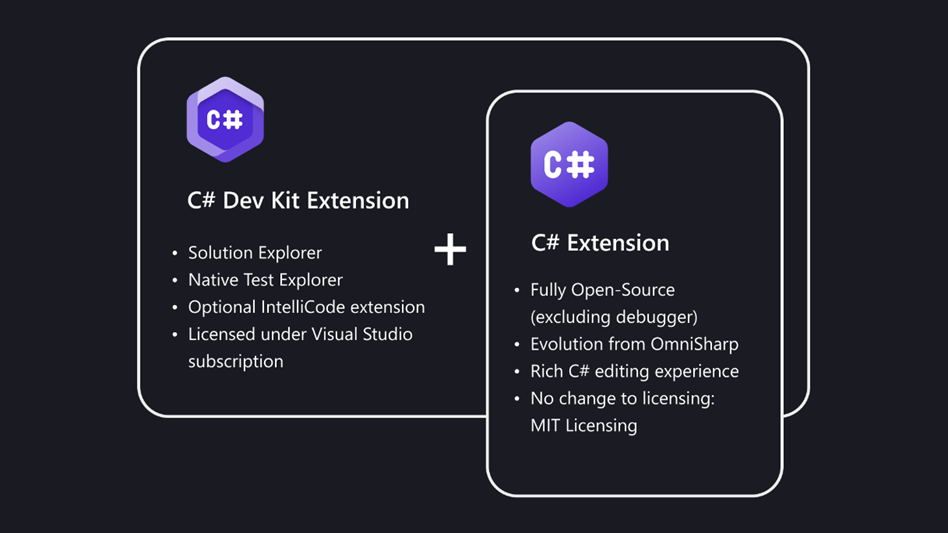 C#
C# Dev Kit Extension
• Solution Explorer
• Native Test Explorer
• Optional IntelliCode extension
• Licensed under Visual Studio
subscription
+
C#
C# Extension
• Fully Open-Source
(excluding debugger)
• Evolution from OmniSharp
• Rich C# editing experience
• No change to licensing:
MIT Licensing